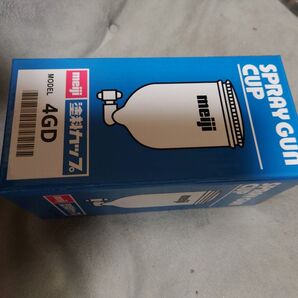 SPRAY GUN
CUP
meiji
meiji 塗料カップ
MODEL 4GD